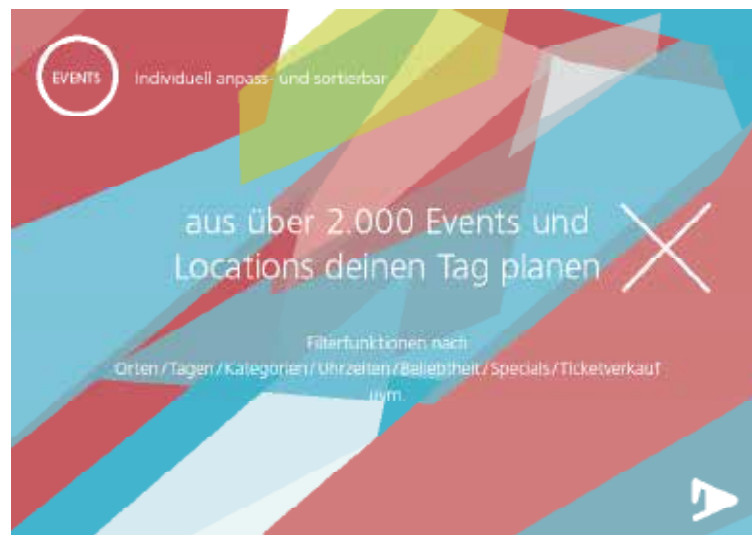 EVENTS
Individuell anpass- und sortierbar
aus über 2.000 Events und
Locations deinen Tag planen
Filterfunktionen nach
Orten/Tagen/Kategorien/Uhrzeiten/Beliebtheit/Specials/Ticketverkauf
uvm.